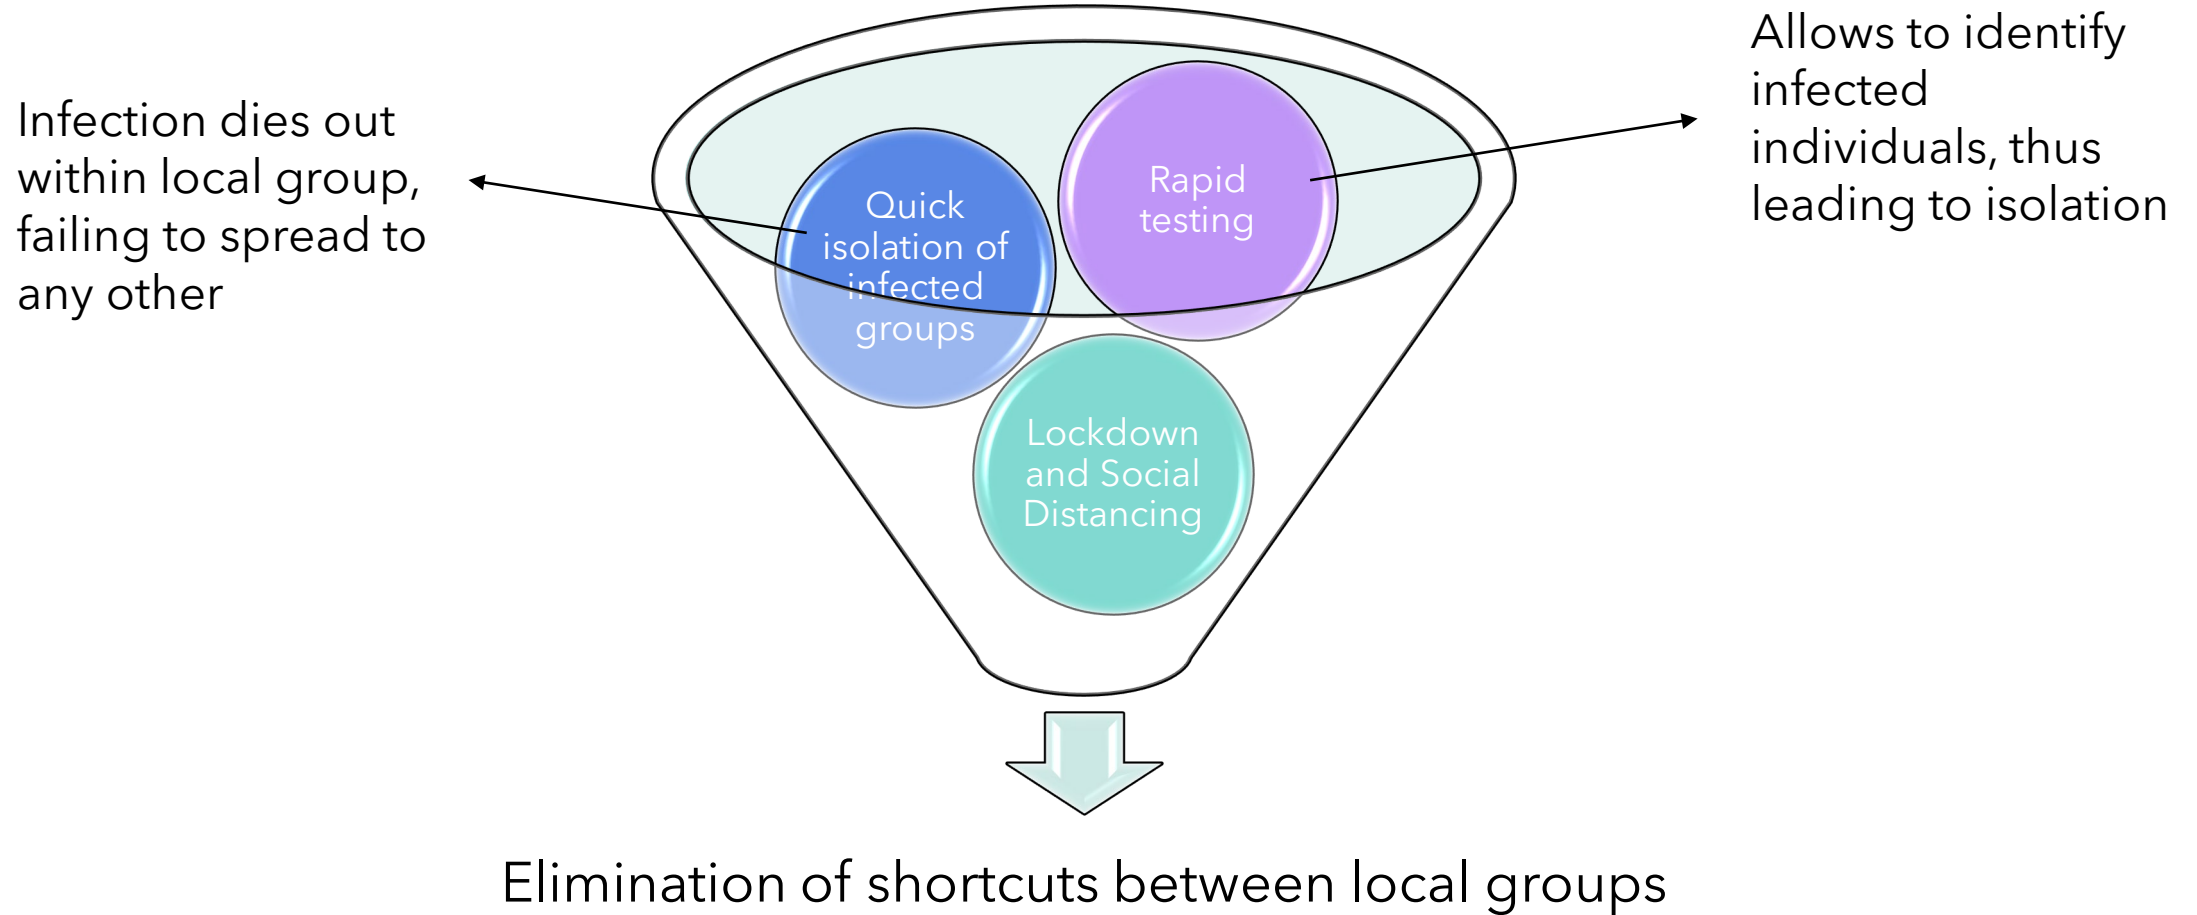 Infection dies out
within local group,
failing to spread to
any other
Quick
isolation of
infected
groups
Rapid
testing
Lockdown
and Social
Distancing
Allows to identify
infected
individuals, thus
leading to isolation
Elimination of shortcuts between local groups